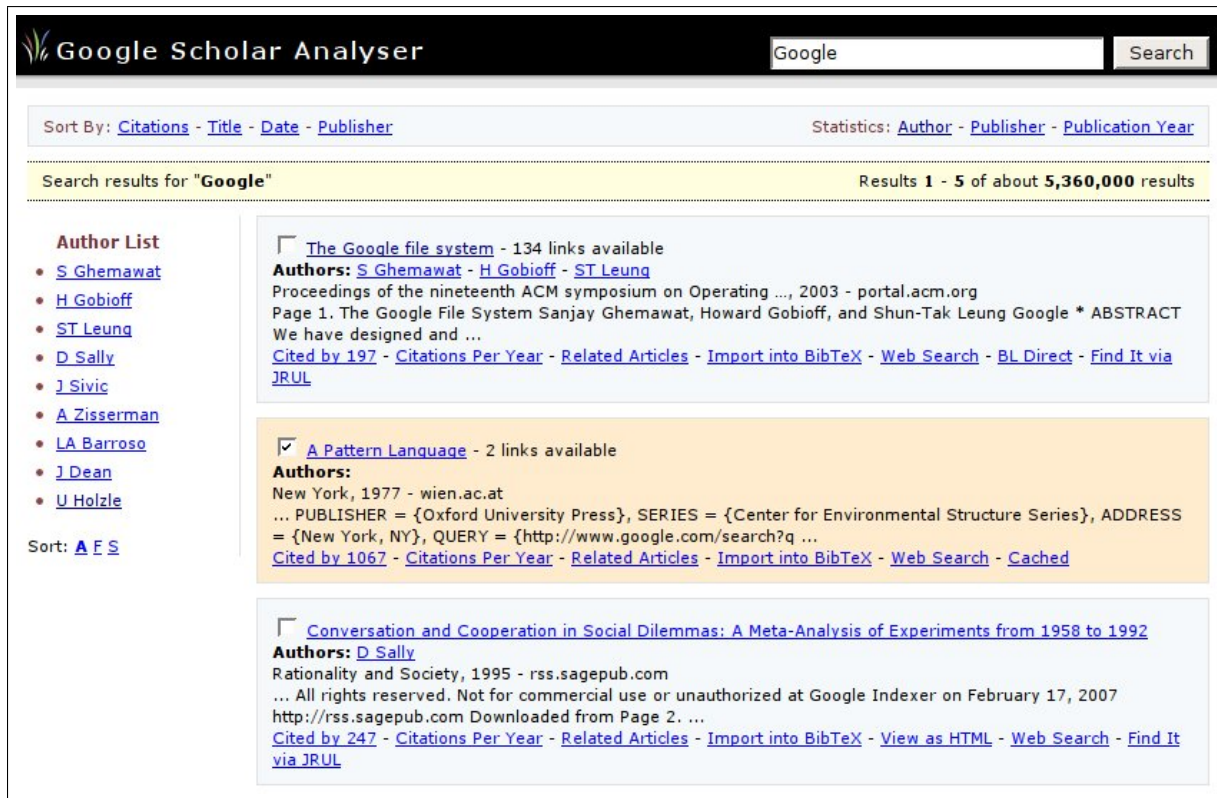 Google Scholar Analyser
Google
Search
Sort By: Citations - Title - Date - Publisher
Statistics: Author - Publisher - Publication Year
Search results for "Google"
Results 1 - 5 of about 5,360,000 results
Author List
S Ghemawat
H Gobioff
ST Leung
D Sally
J Sivic
A Zisserman
LA Barroso
J Dean
U Holzle
Sort: A F S
The Google file system - 134 links available
Authors: S Ghemawat - H Gobioff - ST Leung
Proceedings of the nineteenth ACM symposium on Operating ..., 2003 - portal.acm.org
Page 1. The Google File System Sanjay Ghemawat, Howard Gobioff, and Shun-Tak Leung Google * ABSTRACT
We have designed and ...
Cited by 197 - Citations Per Year - Related Articles - Import into BibTeX - Web Search - BL Direct - Find It via
JRUL
A Pattern Language - 2 links available
Authors:
New York, 1977 - wien.ac.at
... PUBLISHER = {Oxford University Press}, SERIES = {Center for Environmental Structure Series}, ADDRESS
= {New York, NY}, QUERY = {http://www.google.com/search?q ...
Cited by 1067 - Citations Per Year - Related Articles - Import into BibTeX - Web Search - Cached
Conversation and Cooperation in Social Dilemmas: A Meta-Analysis of Experiments from 1958 to 1992
Authors: D Sally
Rationality and Society, 1995 - rss.sagepub.com
... All rights reserved. Not for commercial use or unauthorized at Google Indexer on February 17, 2007
http://rss.sagepub.com Downloaded from Page 2. ...
Cited by 247 - Citations Per Year - Related Articles - Import into BibTeX - View as HTML - Web Search - Find It
via JRUL